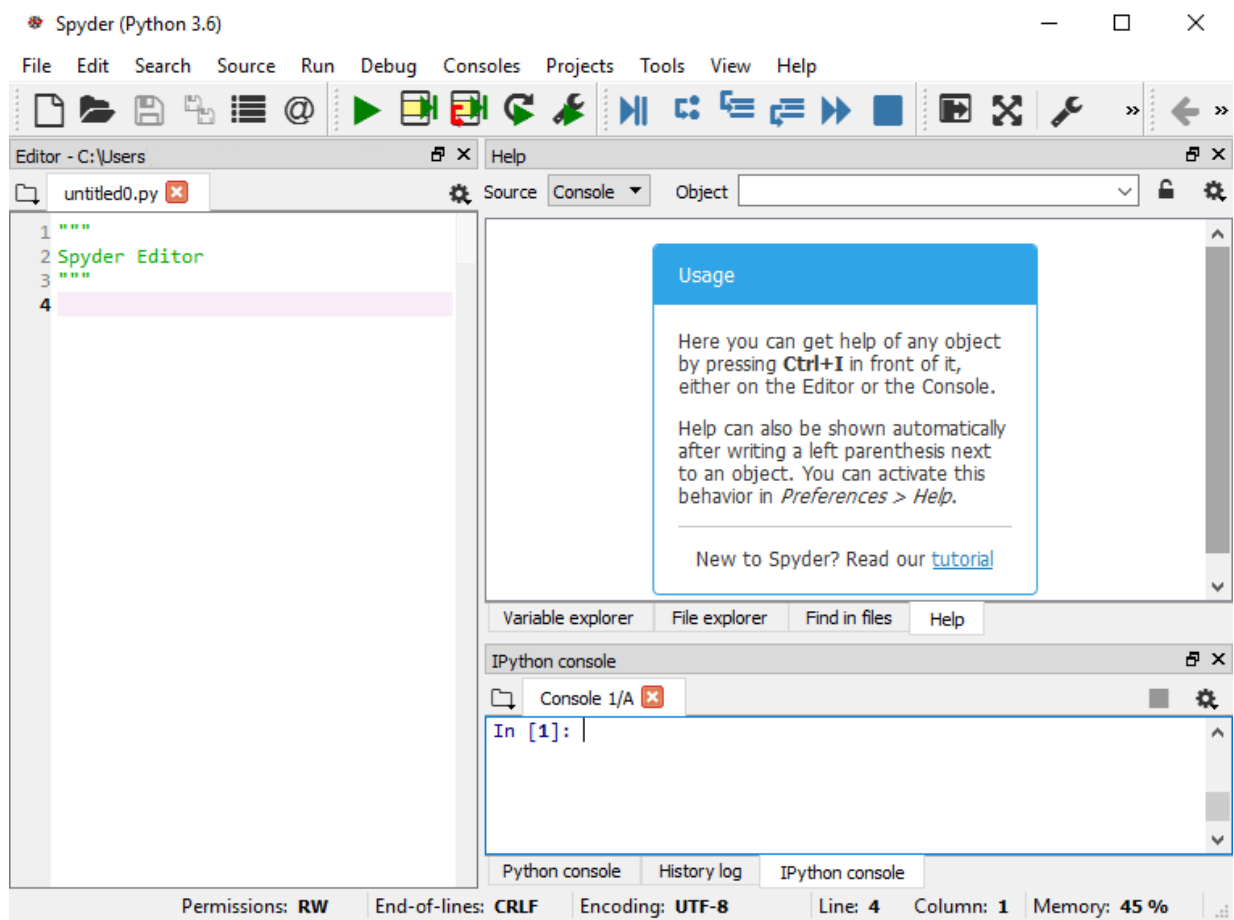 Spyder (Python 3.6)
File Edit Search Source Run Debug Consoles Projects Tools View Help
Editor - C:\Users
untitled0.py
1 """
2 Spyder Editor
3 """
4
Help
Source Console Object
Usage
Here you can get help of any object
by pressing Ctrl+I in front of it,
either on the Editor or the Console.
Help can also be shown automatically
after writing a left parenthesis next
to an object. You can activate this
behavior in Preferences > Help.
New to Spyder? Read our tutorial
Variable explorer File explorer Find in files Help
IPython console
Console 1/A
In [1]:
Python console History log IPython console
Permissions: RW End-of-lines: CRLF Encoding: UTF-8 Line: 4 Column: 1 Memory: 45 %